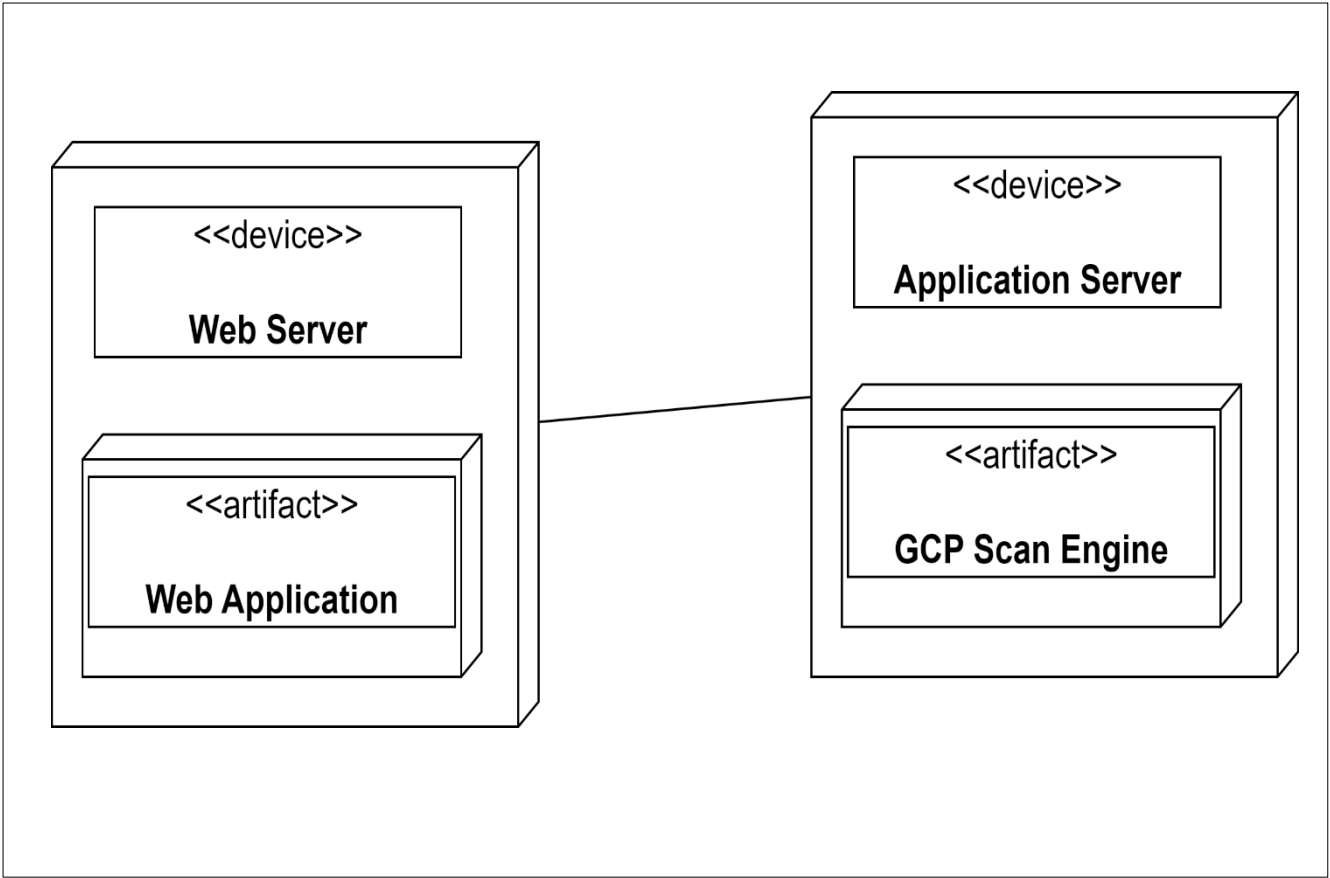 <<device>>
Web Server
<<artifact>>
Web Application
<<device>>
Application Server
<<artifact>>
GCP Scan Engine